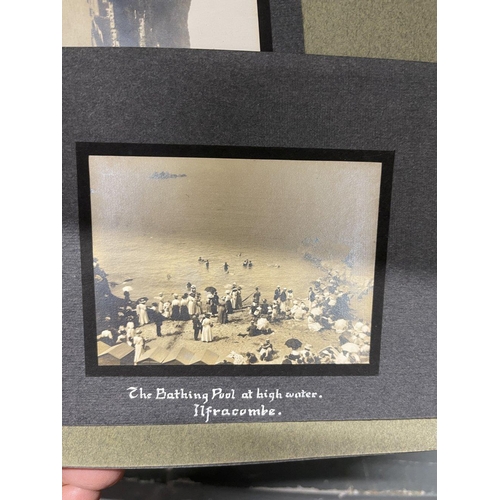 The Bathing Pool at high water.
Ilfracombe.